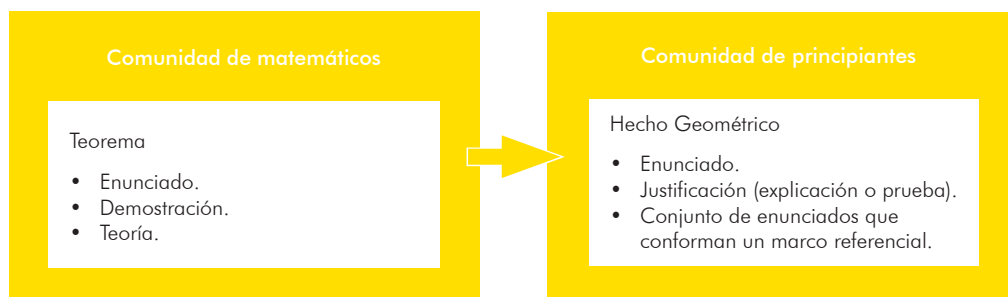 Comunidad de matemáticos
Teorema
• Enunciado.
• Demostración.
• Teoría.
Comunidad de principiantes
Hecho Geométrico
• Enunciado.
• Justificación (explicación o prueba).
• Conjunto de enunciados que
conforman un marco referencial.